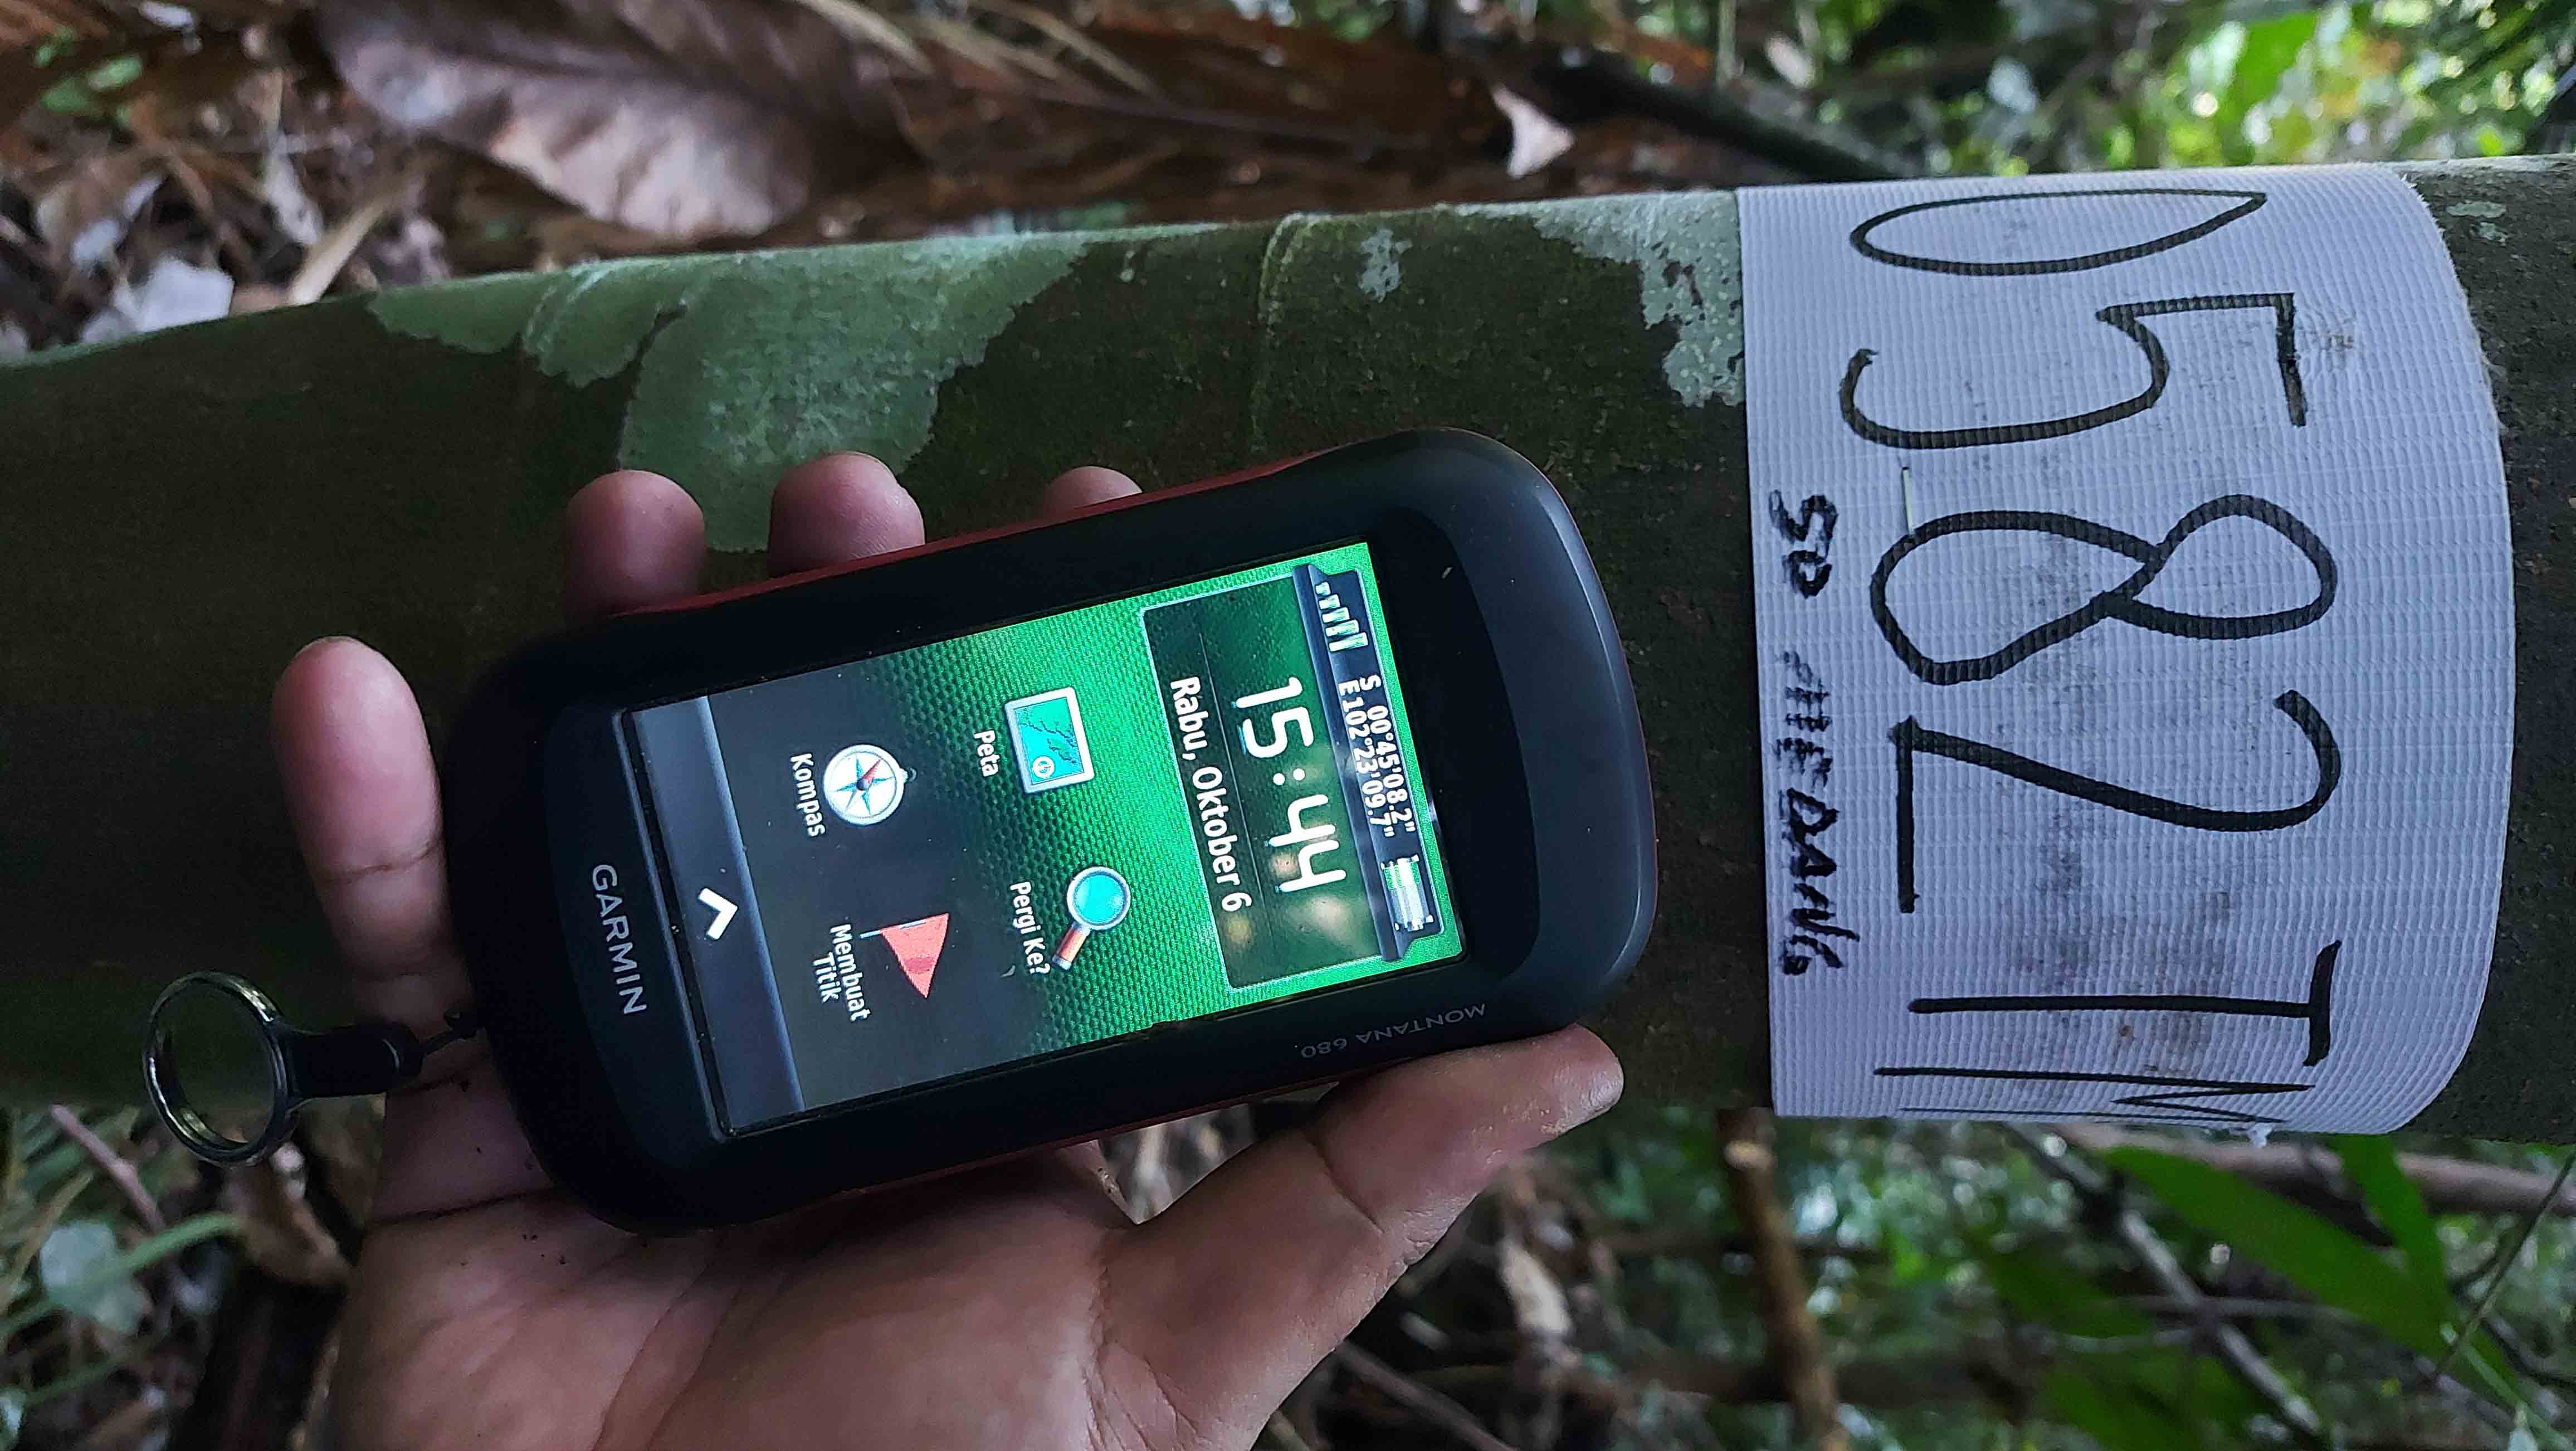 0582TM
SD MEDANG
MONTANA 680
S 00°45'08.2"
E102°23'09.7"
15:44
Rabu, Oktober 6
Peta
Pergi Ke?
Kompas
Membuat
Titik
GARMIN